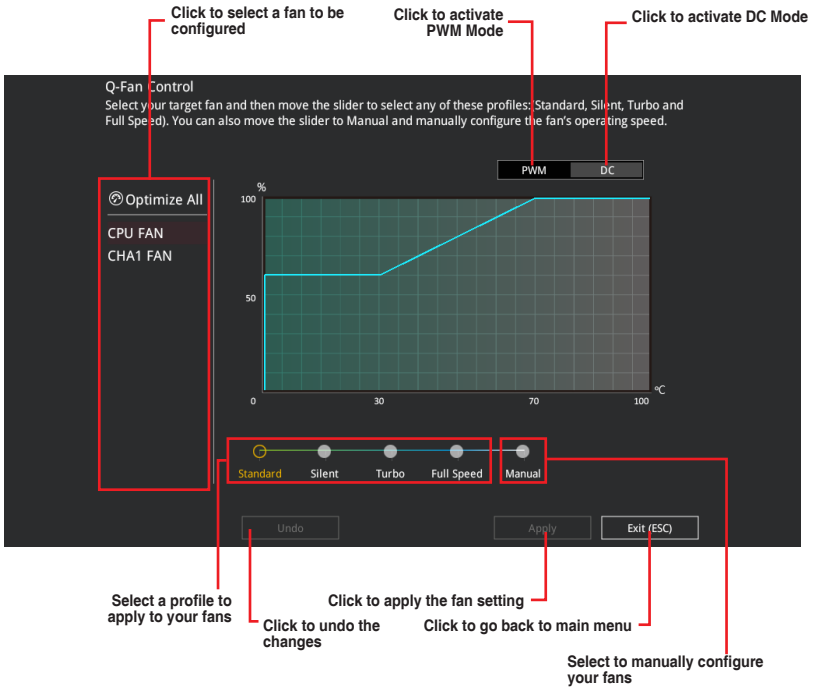 Click to select a fan to be
configured
Click to activate
PWM Mode
Click to activate DC Mode
Q-Fan Control
Select your target fan and then move the slider to select any of these profiles: Standard, Silent, Turbo and
Full Speed). You can also move the slider to Manual and manually configure the fan's operating speed.
PWM
DC
Optimize All
CPU FAN
CHA1 FAN
%
100
50
0
30
70
100
ºC
Standard
Silent
Turbo
Full Speed
Manual
Undo
Apply
Exit (ESC)
Select a profile to
apply to your fans
Click to undo the
changes
Click to apply the fan setting
Click to go back to main menu
Select to manually configure
your fans